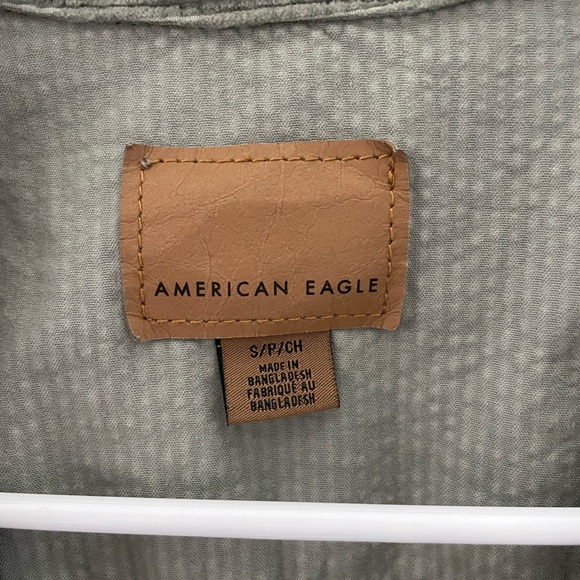 AMERICAN EAGLE
S/P/CH
MADE IN
BANGLADESH
FABRIQUÉ AU
BANGLADESH